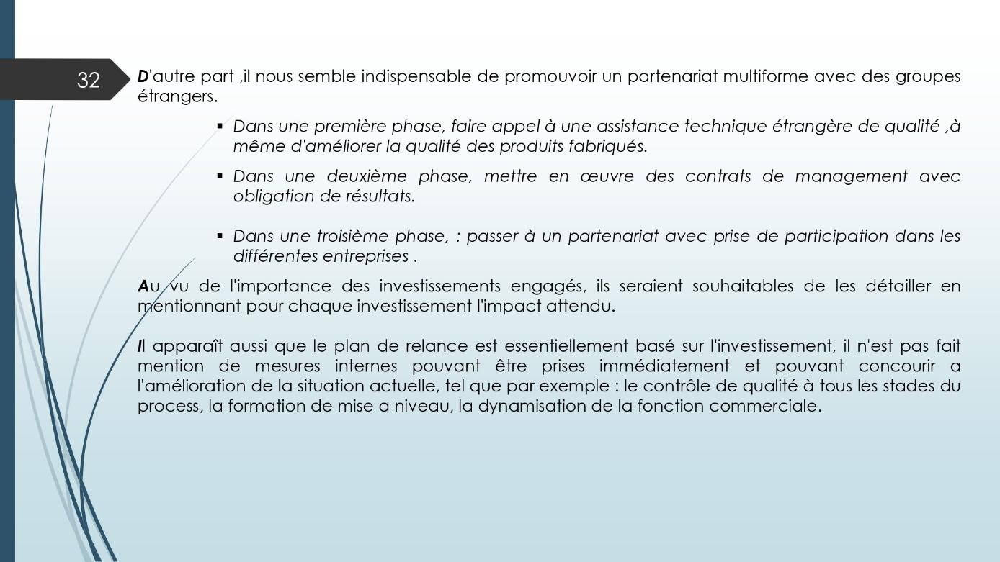 32
D'autre part ,il nous semble indispensable de promouvoir un partenariat multiforme avec des groupes
étrangers.
▪ Dans une première phase, faire appel à une assistance technique étrangère de qualité ,à
même d'améliorer la qualité des produits fabriqués.
▪ Dans une deuxième phase, mettre en œuvre des contrats de management avec
obligation de résultats.
▪ Dans une troisième phase, : passer à un partenariat avec prise de participation dans les
différentes entreprises .
Au vu de l'importance des investissements engagés, ils seraient souhaitables de les détailler en
mentionnant pour chaque investissement l'impact attendu.
Il apparaît aussi que le plan de relance est essentiellement basé sur l'investissement, il n'est pas fait
mention de mesures internes pouvant être prises immédiatement et pouvant concourir a
l'amélioration de la situation actuelle, tel que par exemple : le contrôle de qualité à tous les stades du
process, la formation de mise a niveau, la dynamisation de la fonction commerciale.